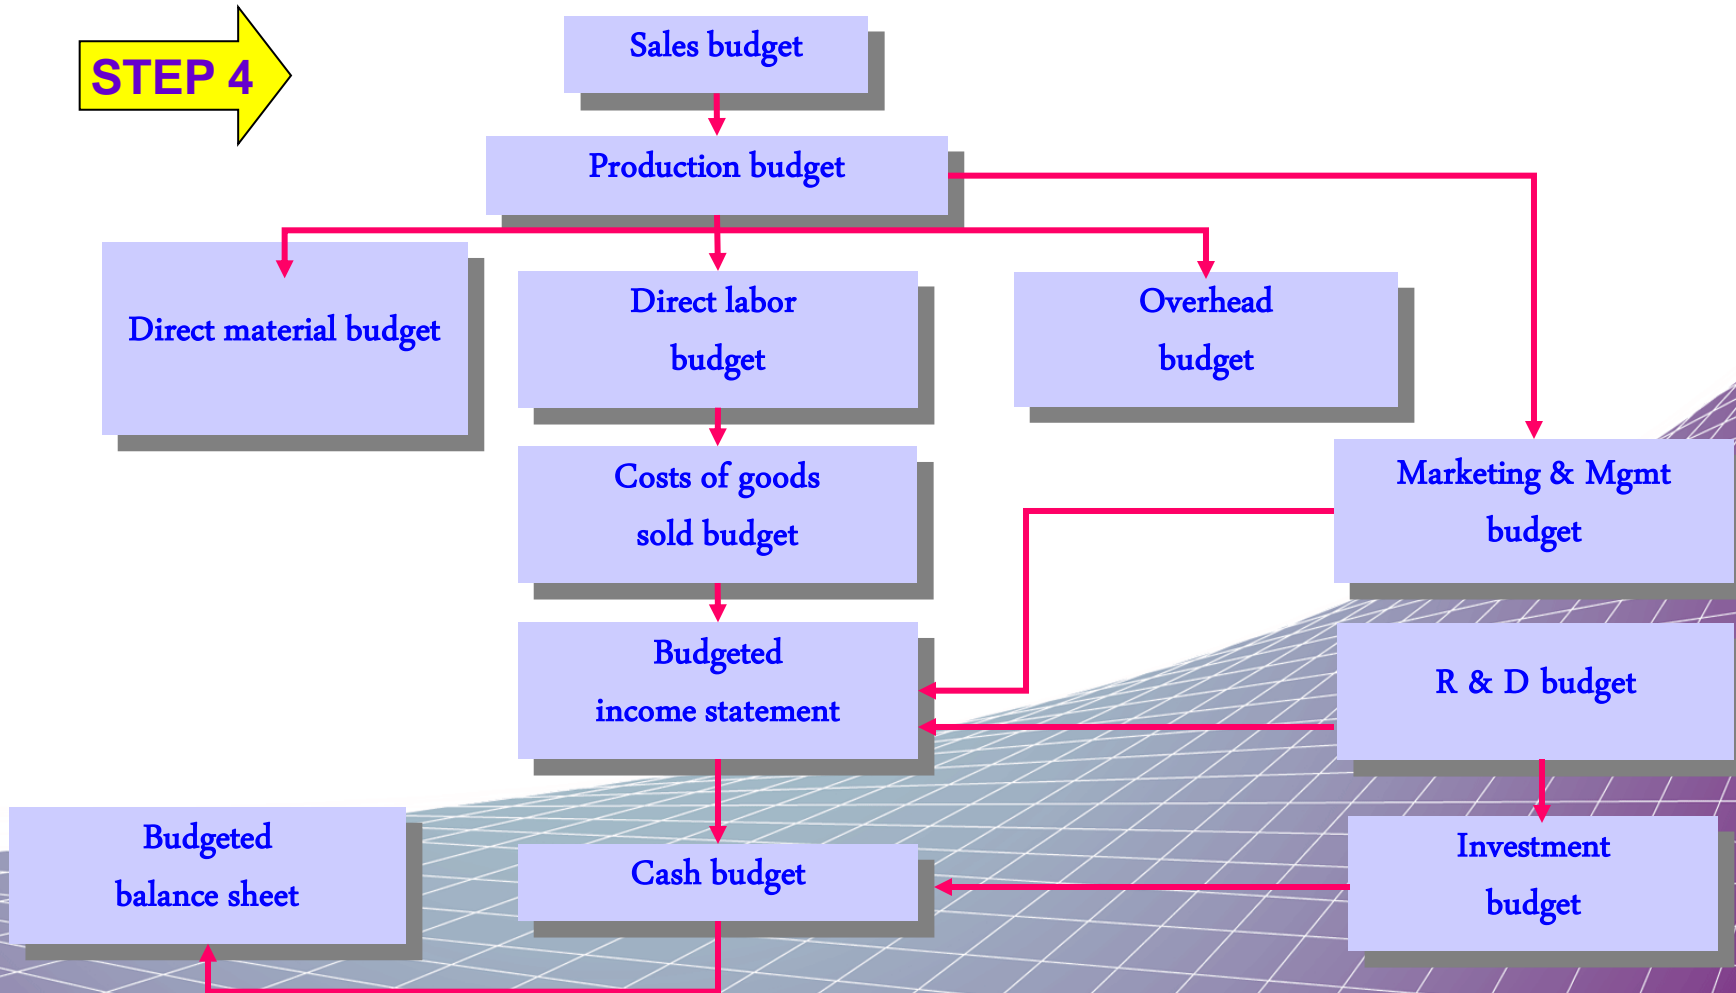 STEP 4
Sales budget
Production budget
Direct material budget
Direct labor
budget
Overhead
budget
Costs of goods
sold budget
Marketing & Mgmt
budget
Budgeted
income statement
R & D budget
Budgeted
balance sheet
Cash budget
Investment
budget